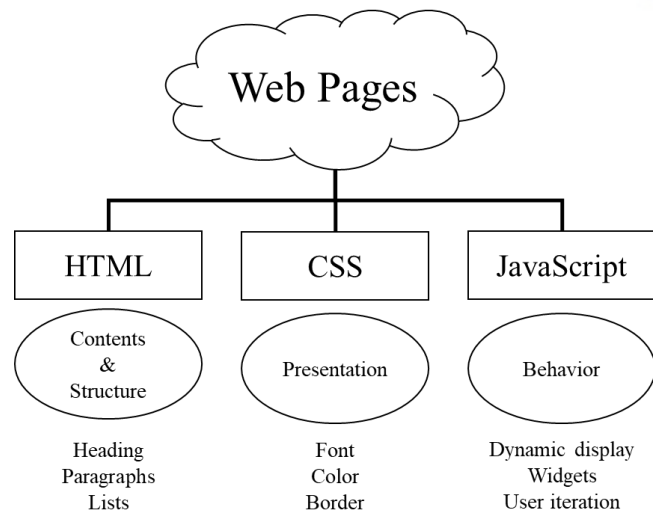 Web Pages
HTML
CSS
JavaScript
Contents
&
Structure
Presentation
Behavior
Heading
Paragraphs
Lists
Font
Color
Border
Dynamic display
Widgets
User iteration